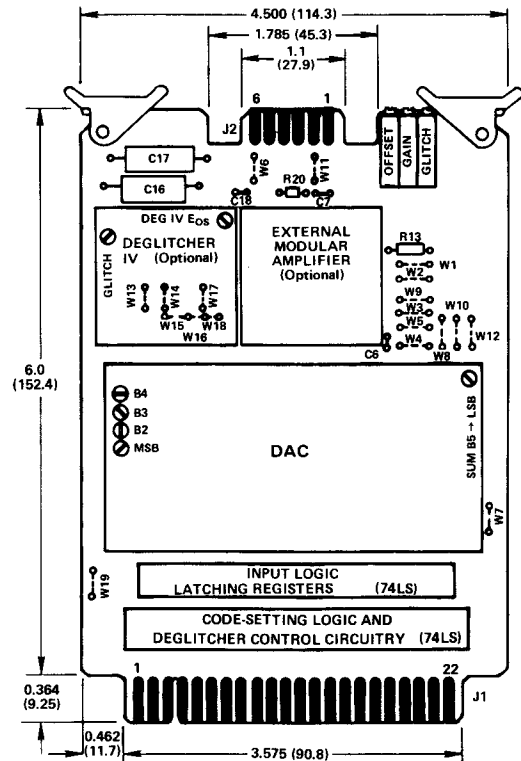 4.500 (114.3)
1.785 (45.3)
1.1
(27.9)
6 1
J2
OFFSET
GAIN
GLITCH
C17
C16
W6
W11
R20
C18
C7
DEG IV EOS
DEGLITCHER
IV (Optional)
GLITCH
W13
W14
W17
W15
W18
W16
EXTERNAL
MODULAR
AMPLIFIER
(Optional)
R13
W1
W2
W9
W3
W5
W4
W10
W12
W8
C6
6.0
(152.4)
B4
B3
B2
MSB
DAC
SUM B5 → LSB
W7
W19
INPUT LOGIC
LATCHING REGISTERS (74LS)
CODE-SETTING LOGIC AND
DEGLITCHER CONTROL CIRCUITRY (74LS)
1 22
J1
0.364
(9.25)
0.462
(11.7)
3.575 (90.8)